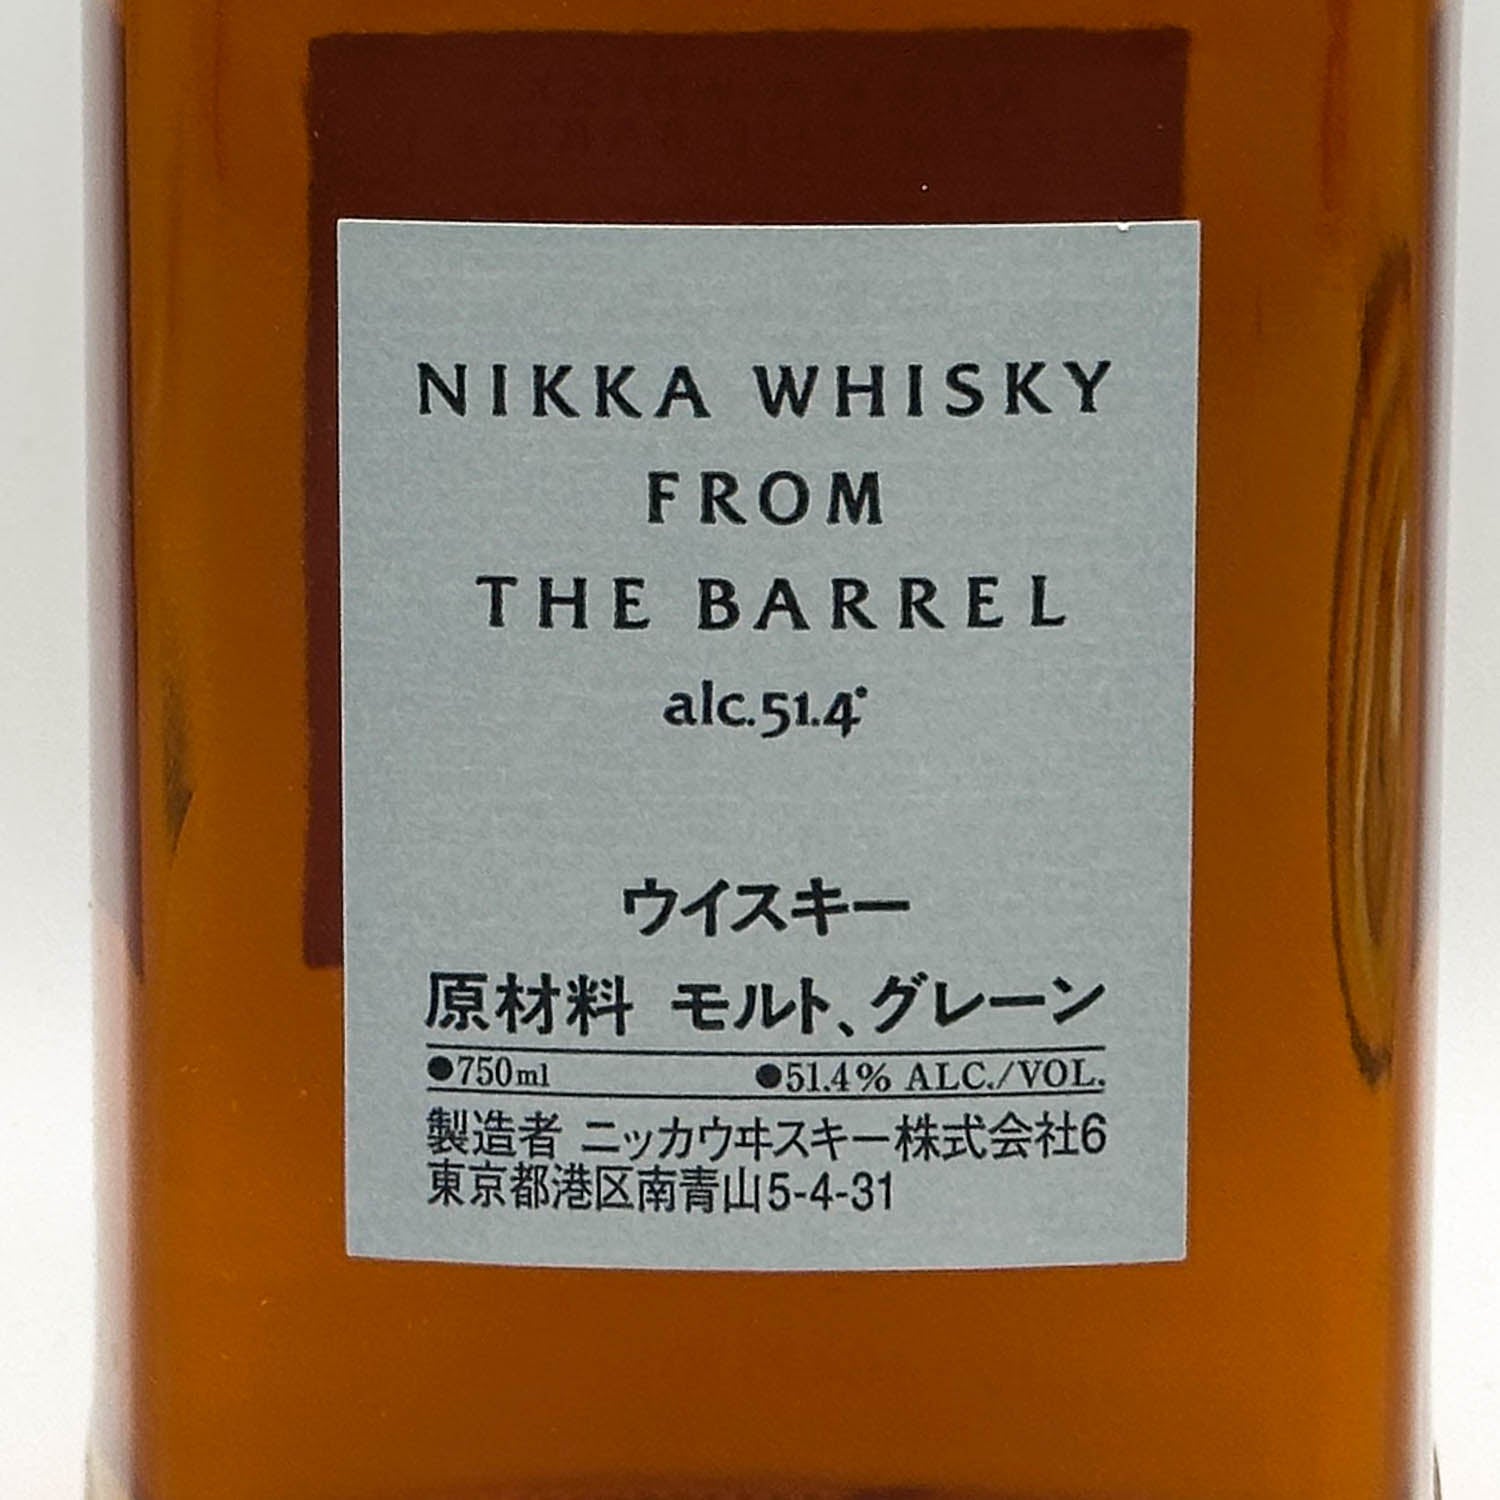 NIKKA WHISKY
FROM
THE BARREL
alc.51.4°
ウイスキー
原材料 モルト、グレーン
●750ml ●51.4% ALC./VOL.
製造者 ニッカウヰスキー株式会社6
東京都港区南青山5-4-31